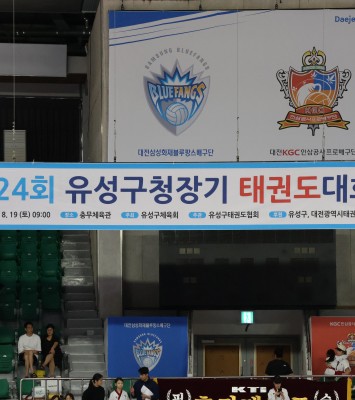 Daeje
SAMSUNG BLUEFANGS
BLUEFANGS
KGC
대전삼성화재블루팡스배구단
대전KGC인삼공사프로배구단
24회 유성구청장기 태권도대회
8. 19 (토) 09:00
충무체육관
유성구체육회
유성구태권도협회
유성구, 대전광역시태권
BLUEFANGS
KTi